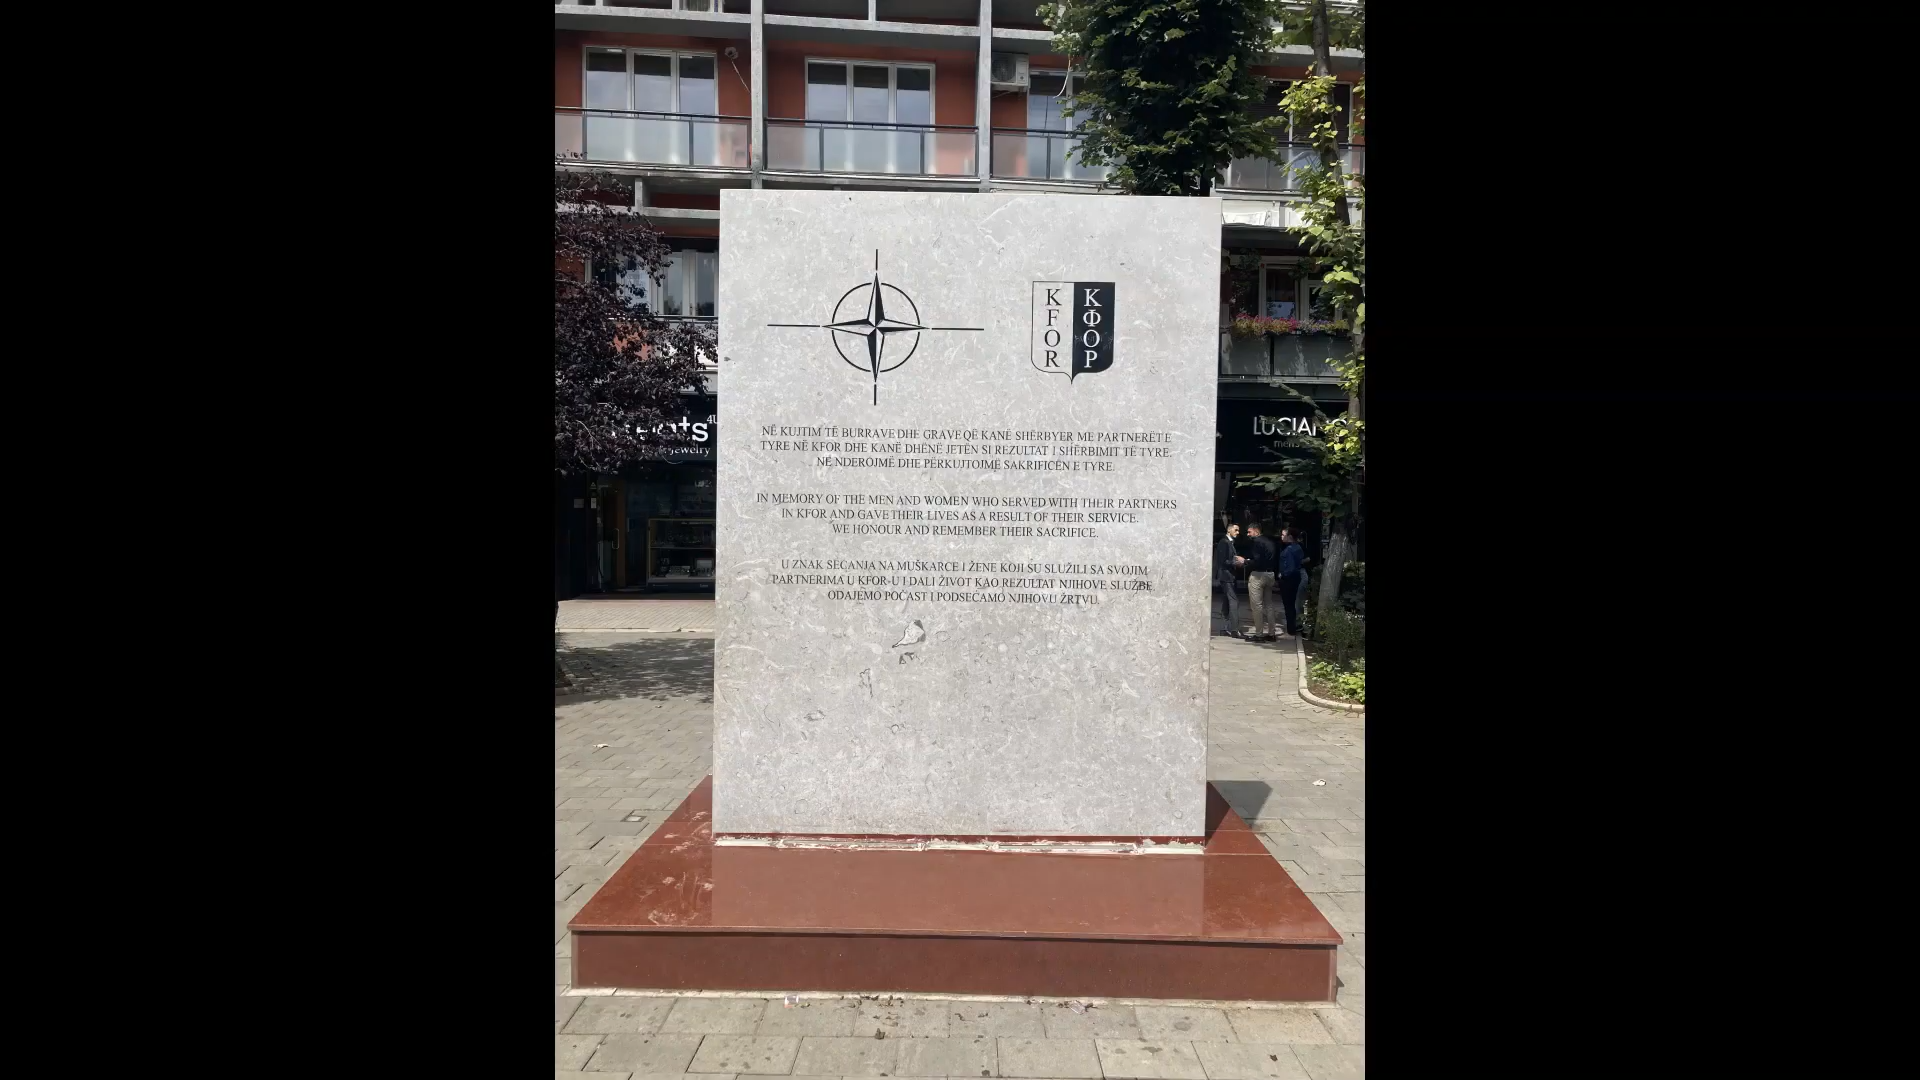 KFOR КФОР
NË KUJTIM TË BURRAVE DHE GRAVE QË KANË SHËRBYER ME PARTNERËT E
TYRE NË KFOR DHE KANË DHËNË JETËN SI REZULTAT I SHËRBIMIT TË TYRE.
NE NDEROJMË DHE PËRKUJTOJMË SAKRIFICËN E TYRE.
IN MEMORY OF THE MEN AND WOMEN WHO SERVED WITH THEIR PARTNERS
IN KFOR AND GAVE THEIR LIVES AS A RESULT OF THEIR SERVICE.
WE HONOUR AND REMEMBER THEIR SACRIFICE.
U ZNAK SEĆANJA NA MUŠKARCE I ŽENE KOJI SU SLUŽILI SA SVOJIM
PARTNERIMA U KFOR-U I DALI ŽIVOT KAO REZULTAT NJIHOVE SLUŽBE.
ODAJEMO POČAST I PODSEĆAMO NJIHOVU ŽRTVU.
4U
jewelry
LUCIANO
men's